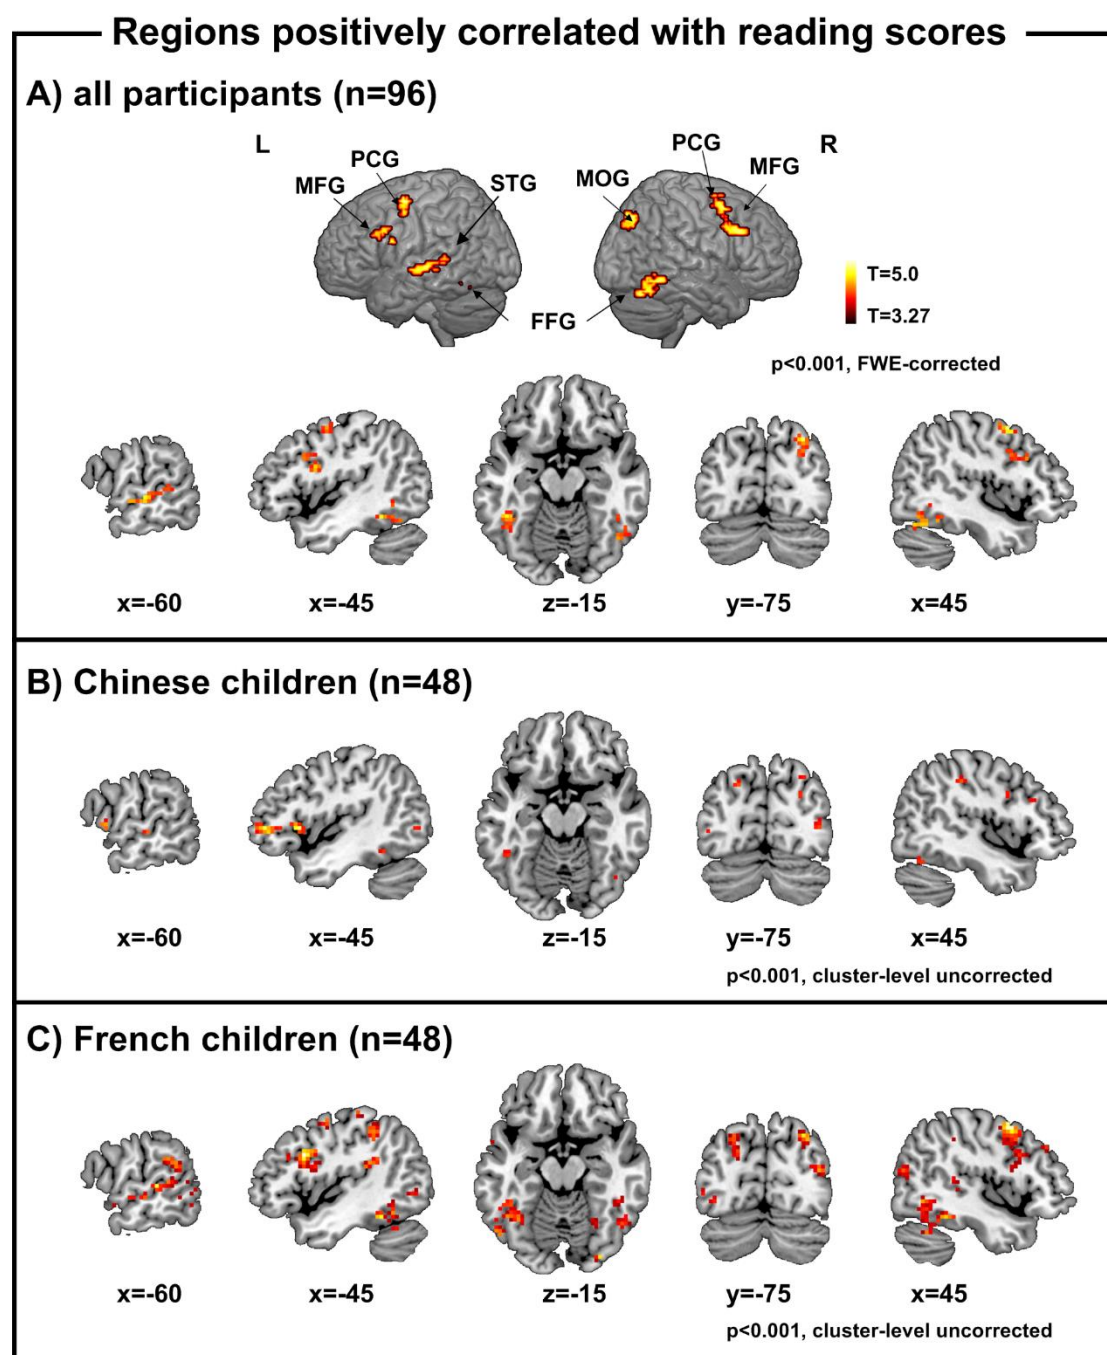 Regions positively correlated with reading scores
A) all participants (n=96)
L
R
PCG
MFG
STG
PCG
MFG
MOG
FFG
T=5.0
T=3.27
p<0.001, FWE-corrected
x=-60
x=-45
z=-15
y=-75
x=45
B) Chinese children (n=48)
x=-60
x=-45
z=-15
y=-75
x=45
p<0.001, cluster-level uncorrected
C) French children (n=48)
x=-60
x=-45
z=-15
y=-75
x=45
p<0.001, cluster-level uncorrected